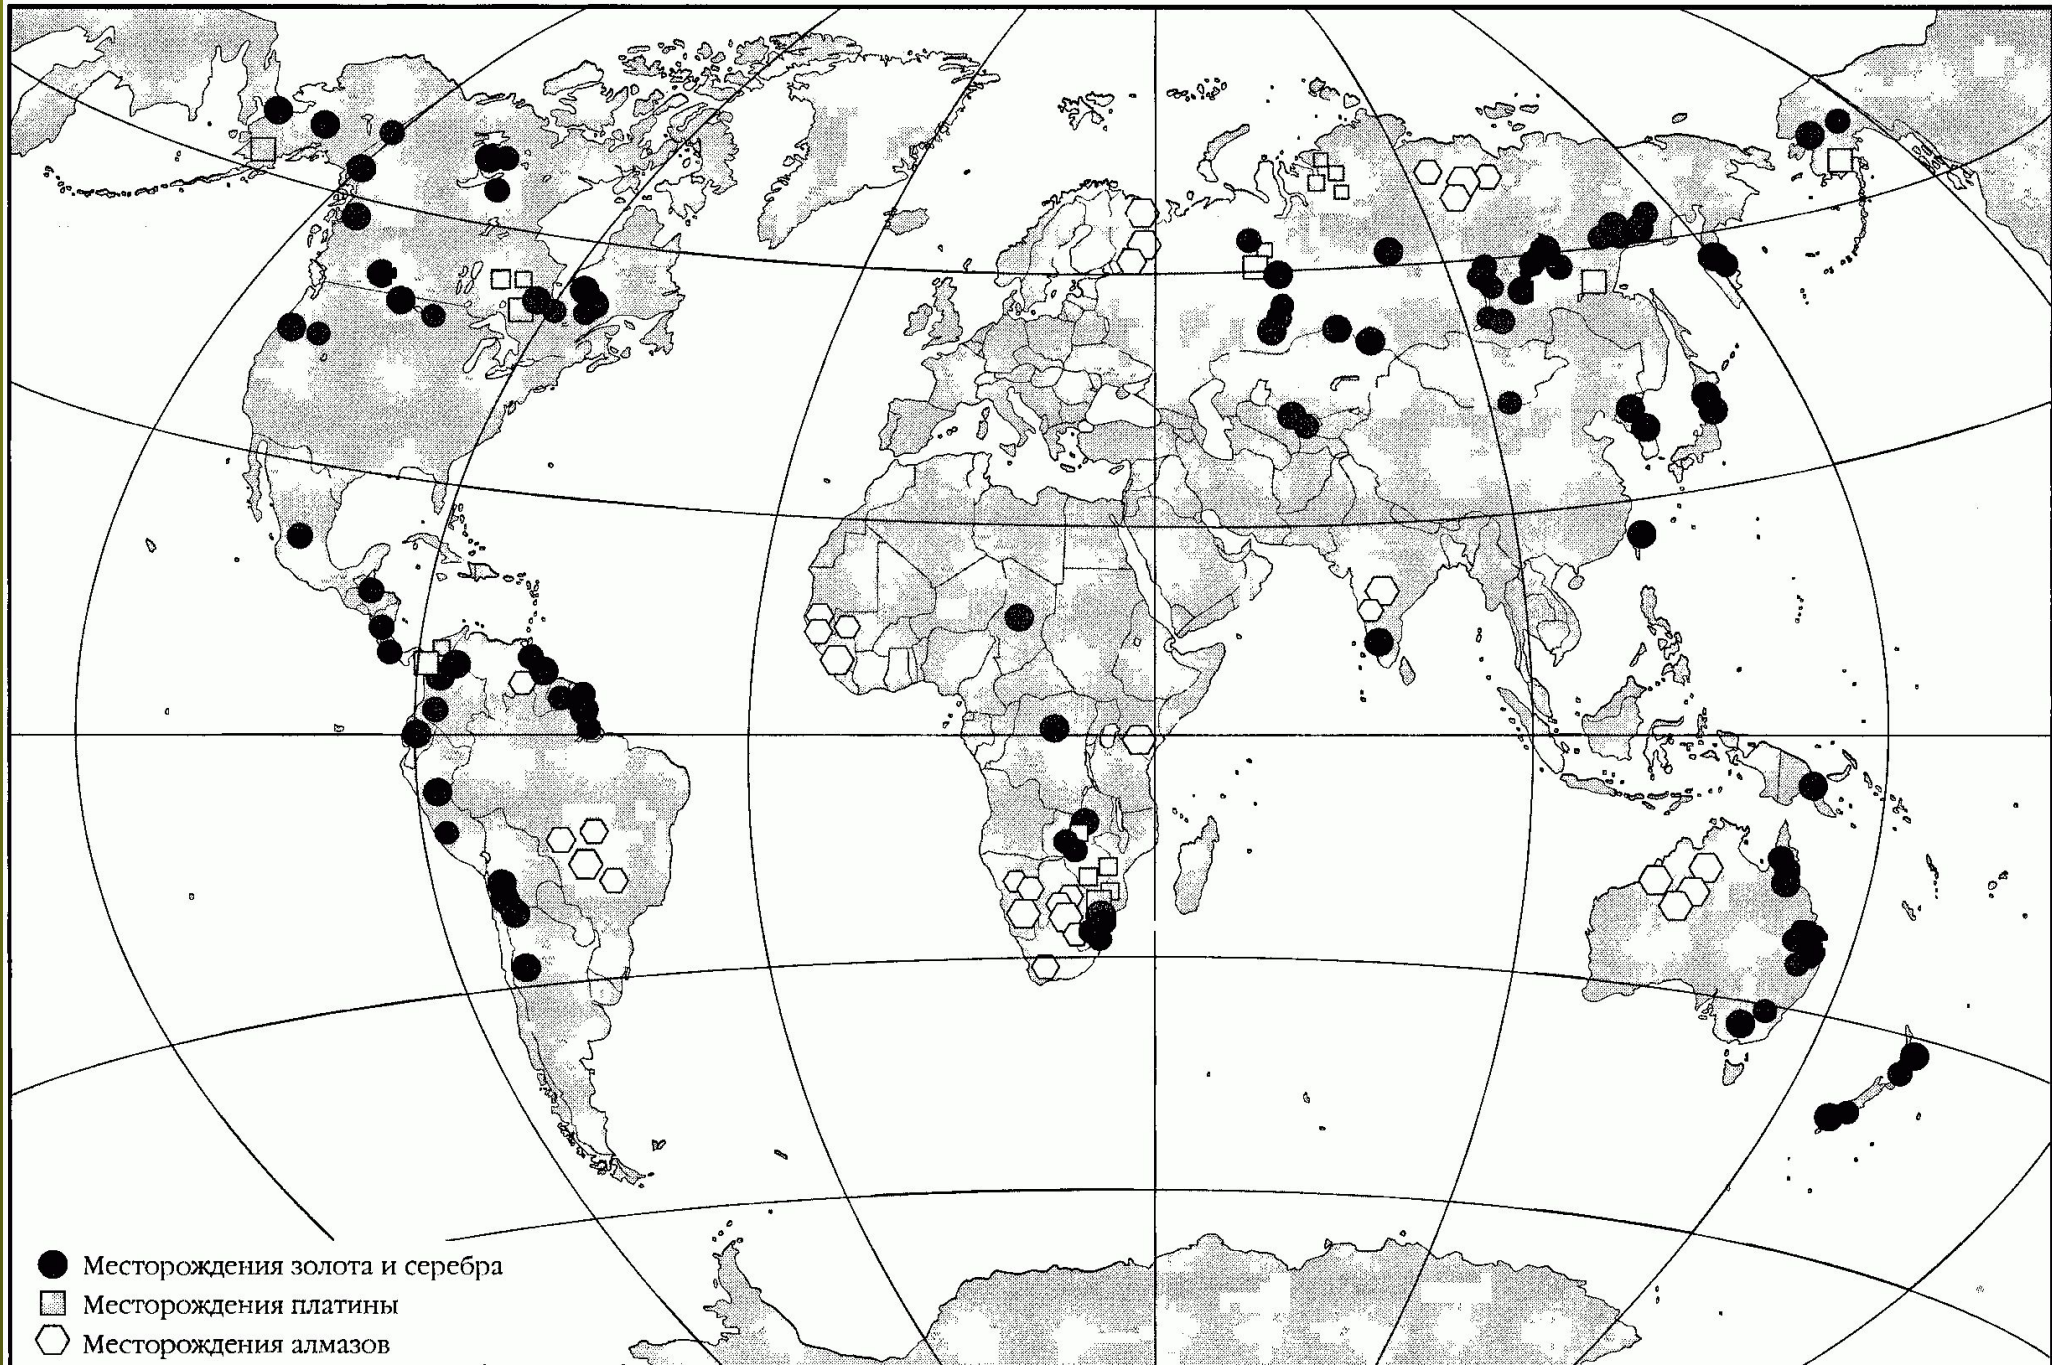 Месторождения золота и серебра
Месторождения платины
Месторождения алмазов